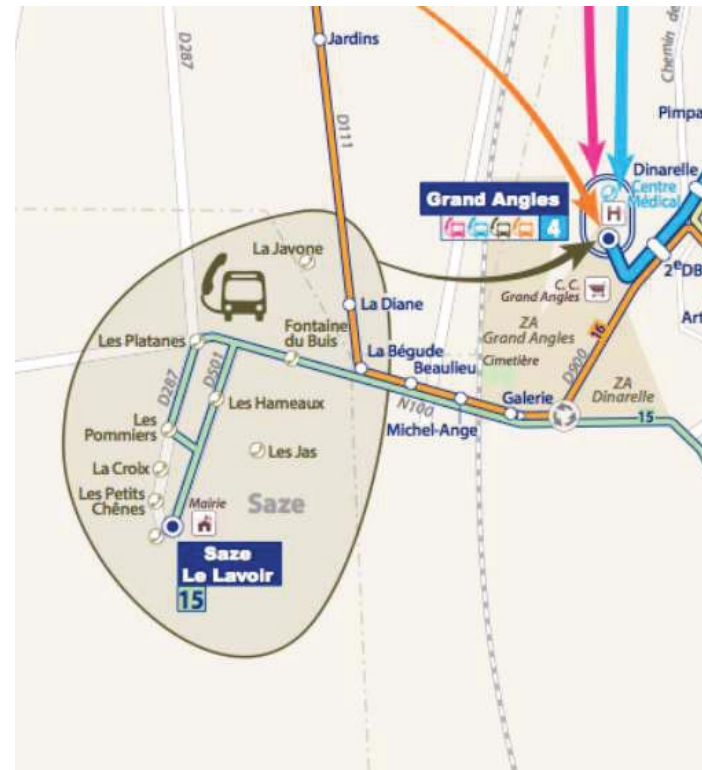 Jardins
D287
D111
Chemin de
Pimpa
Dinarelle
Centre
Médical
H
Grand Angles
4
2eDB
C. C.
Grand Angles
La Javone
La Diane
ZA
Grand Angles
16
Art
Les Platanes
Fontaine
du Buis
La Bégude
Beaulieu
Cimetière
D900
ZA
Dinarelle
D287
D501
Les Hameaux
N100
Galerie
15
Michel-Ange
Les
Pommiers
Les Jas
La Croix
Les Petits
Chênes
Mairie
Saze
Saze
Le Lavoir
15